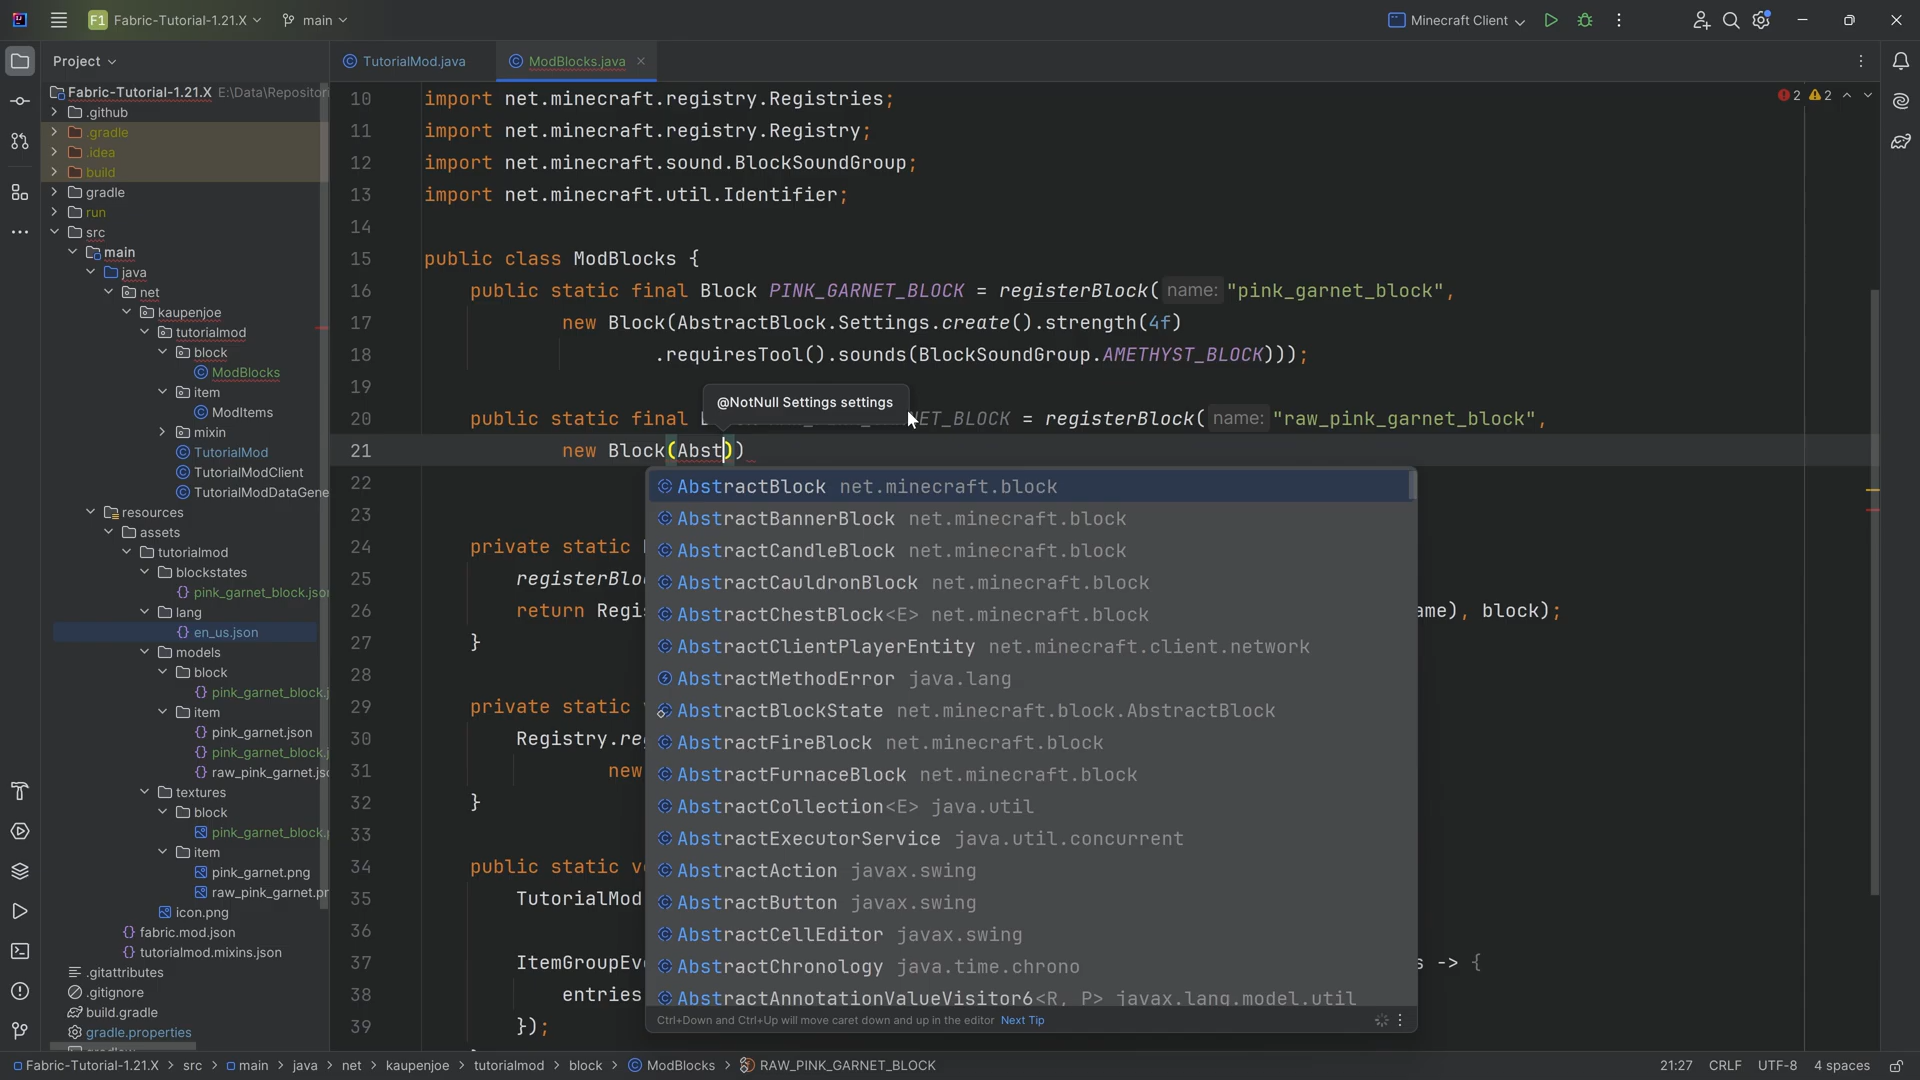 F1 Fabric-Tutorial-1.21.X main Minecraft Client
Project
TutorialMod.java ModBlocks.java
Fabric-Tutorial-1.21.X E:\Data\Repositor
.github
.gradle
.idea
build
gradle
run
src
main
java
net
kaupenjoe
tutorialmod
block
ModBlocks
item
ModItems
mixin
TutorialMod
TutorialModClient
TutorialModDataGene
resources
assets
tutorialmod
blockstates
pink_garnet_block.jso
lang
en_us.json
models
block
pink_garnet_block.j
item
pink_garnet.json
pink_garnet_block.j
raw_pink_garnet.jso
textures
block
pink_garnet_block.p
item
pink_garnet.png
raw_pink_garnet.pr
icon.png
fabric.mod.json
tutorialmod.mixins.json
.gitattributes
.gitignore
build.gradle
gradle.properties
2 2
10 import net.minecraft.registry.Registries;
11 import net.minecraft.registry.Registry;
12 import net.minecraft.sound.BlockSoundGroup;
13 import net.minecraft.util.Identifier;
14
15 public class ModBlocks {
16 public static final Block PINK_GARNET_BLOCK = registerBlock( name: "pink_garnet_block",
17 new Block(AbstractBlock.Settings.create().strength(4f)
18 .requiresTool().sounds(BlockSoundGroup.AMETHYST_BLOCK)));
19
@NotNull Settings settings
20 public static final B NET_BLOCK = registerBlock( name: "raw_pink_garnet_block",
21 new Block(Abst))
22
23
24 private static
25 registerBlo
26 return Regis ame), block);
27 }
28
29 private static v
30 Registry.re
31 new
32 }
33
34 public static v
35 TutorialMod
36
37 ItemGroupEv s -> {
38 entries
39 });
AbstractBlock net.minecraft.block
AbstractBannerBlock net.minecraft.block
AbstractCandleBlock net.minecraft.block
AbstractCauldronBlock net.minecraft.block
AbstractChestBlock<E> net.minecraft.block
AbstractClientPlayerEntity net.minecraft.client.network
AbstractMethodError java.lang
AbstractBlockState net.minecraft.block.AbstractBlock
AbstractFireBlock net.minecraft.block
AbstractFurnaceBlock net.minecraft.block
AbstractCollection<E> java.util
AbstractExecutorService java.util.concurrent
AbstractAction javax.swing
AbstractButton javax.swing
AbstractCellEditor javax.swing
AbstractChronology java.time.chrono
AbstractAnnotationValueVisitor6<R, P> javax.lang.model.util
Ctrl+Down and Ctrl+Up will move caret down and up in the editor Next Tip
Fabric-Tutorial-1.21.X > src > main > java > net > kaupenjoe > tutorialmod > block > ModBlocks > RAW_PINK_GARNET_BLOCK 21:27 CRLF UTF-8 4 spaces